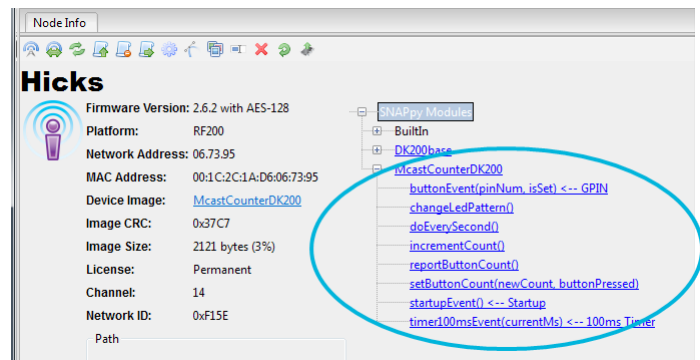 Node Info
Hicks
Firmware Version: 2.6.2 with AES-128
Platform: RF200
Network Address: 06.73.95
MAC Address: 00:1C:2C:1A:D6:06:73:95
Device Image: McastCounterDK200
Image CRC: 0x37C7
Image Size: 2121 bytes (3%)
License: Permanent
Channel: 14
Network ID: 0xF15E
Path
SNAPpy Modules
BuiltIn
DK200base
McastCounterDK200
buttonEvent(pinNum, isSet) <-- GPIN
changeLedPattern()
doEverySecond()
incrementCount()
reportButtonCount()
setButtonCount(newCount, buttonPressed)
startupEvent() <-- Startup
timer100msEvent(currentMs) <-- 100ms Timer